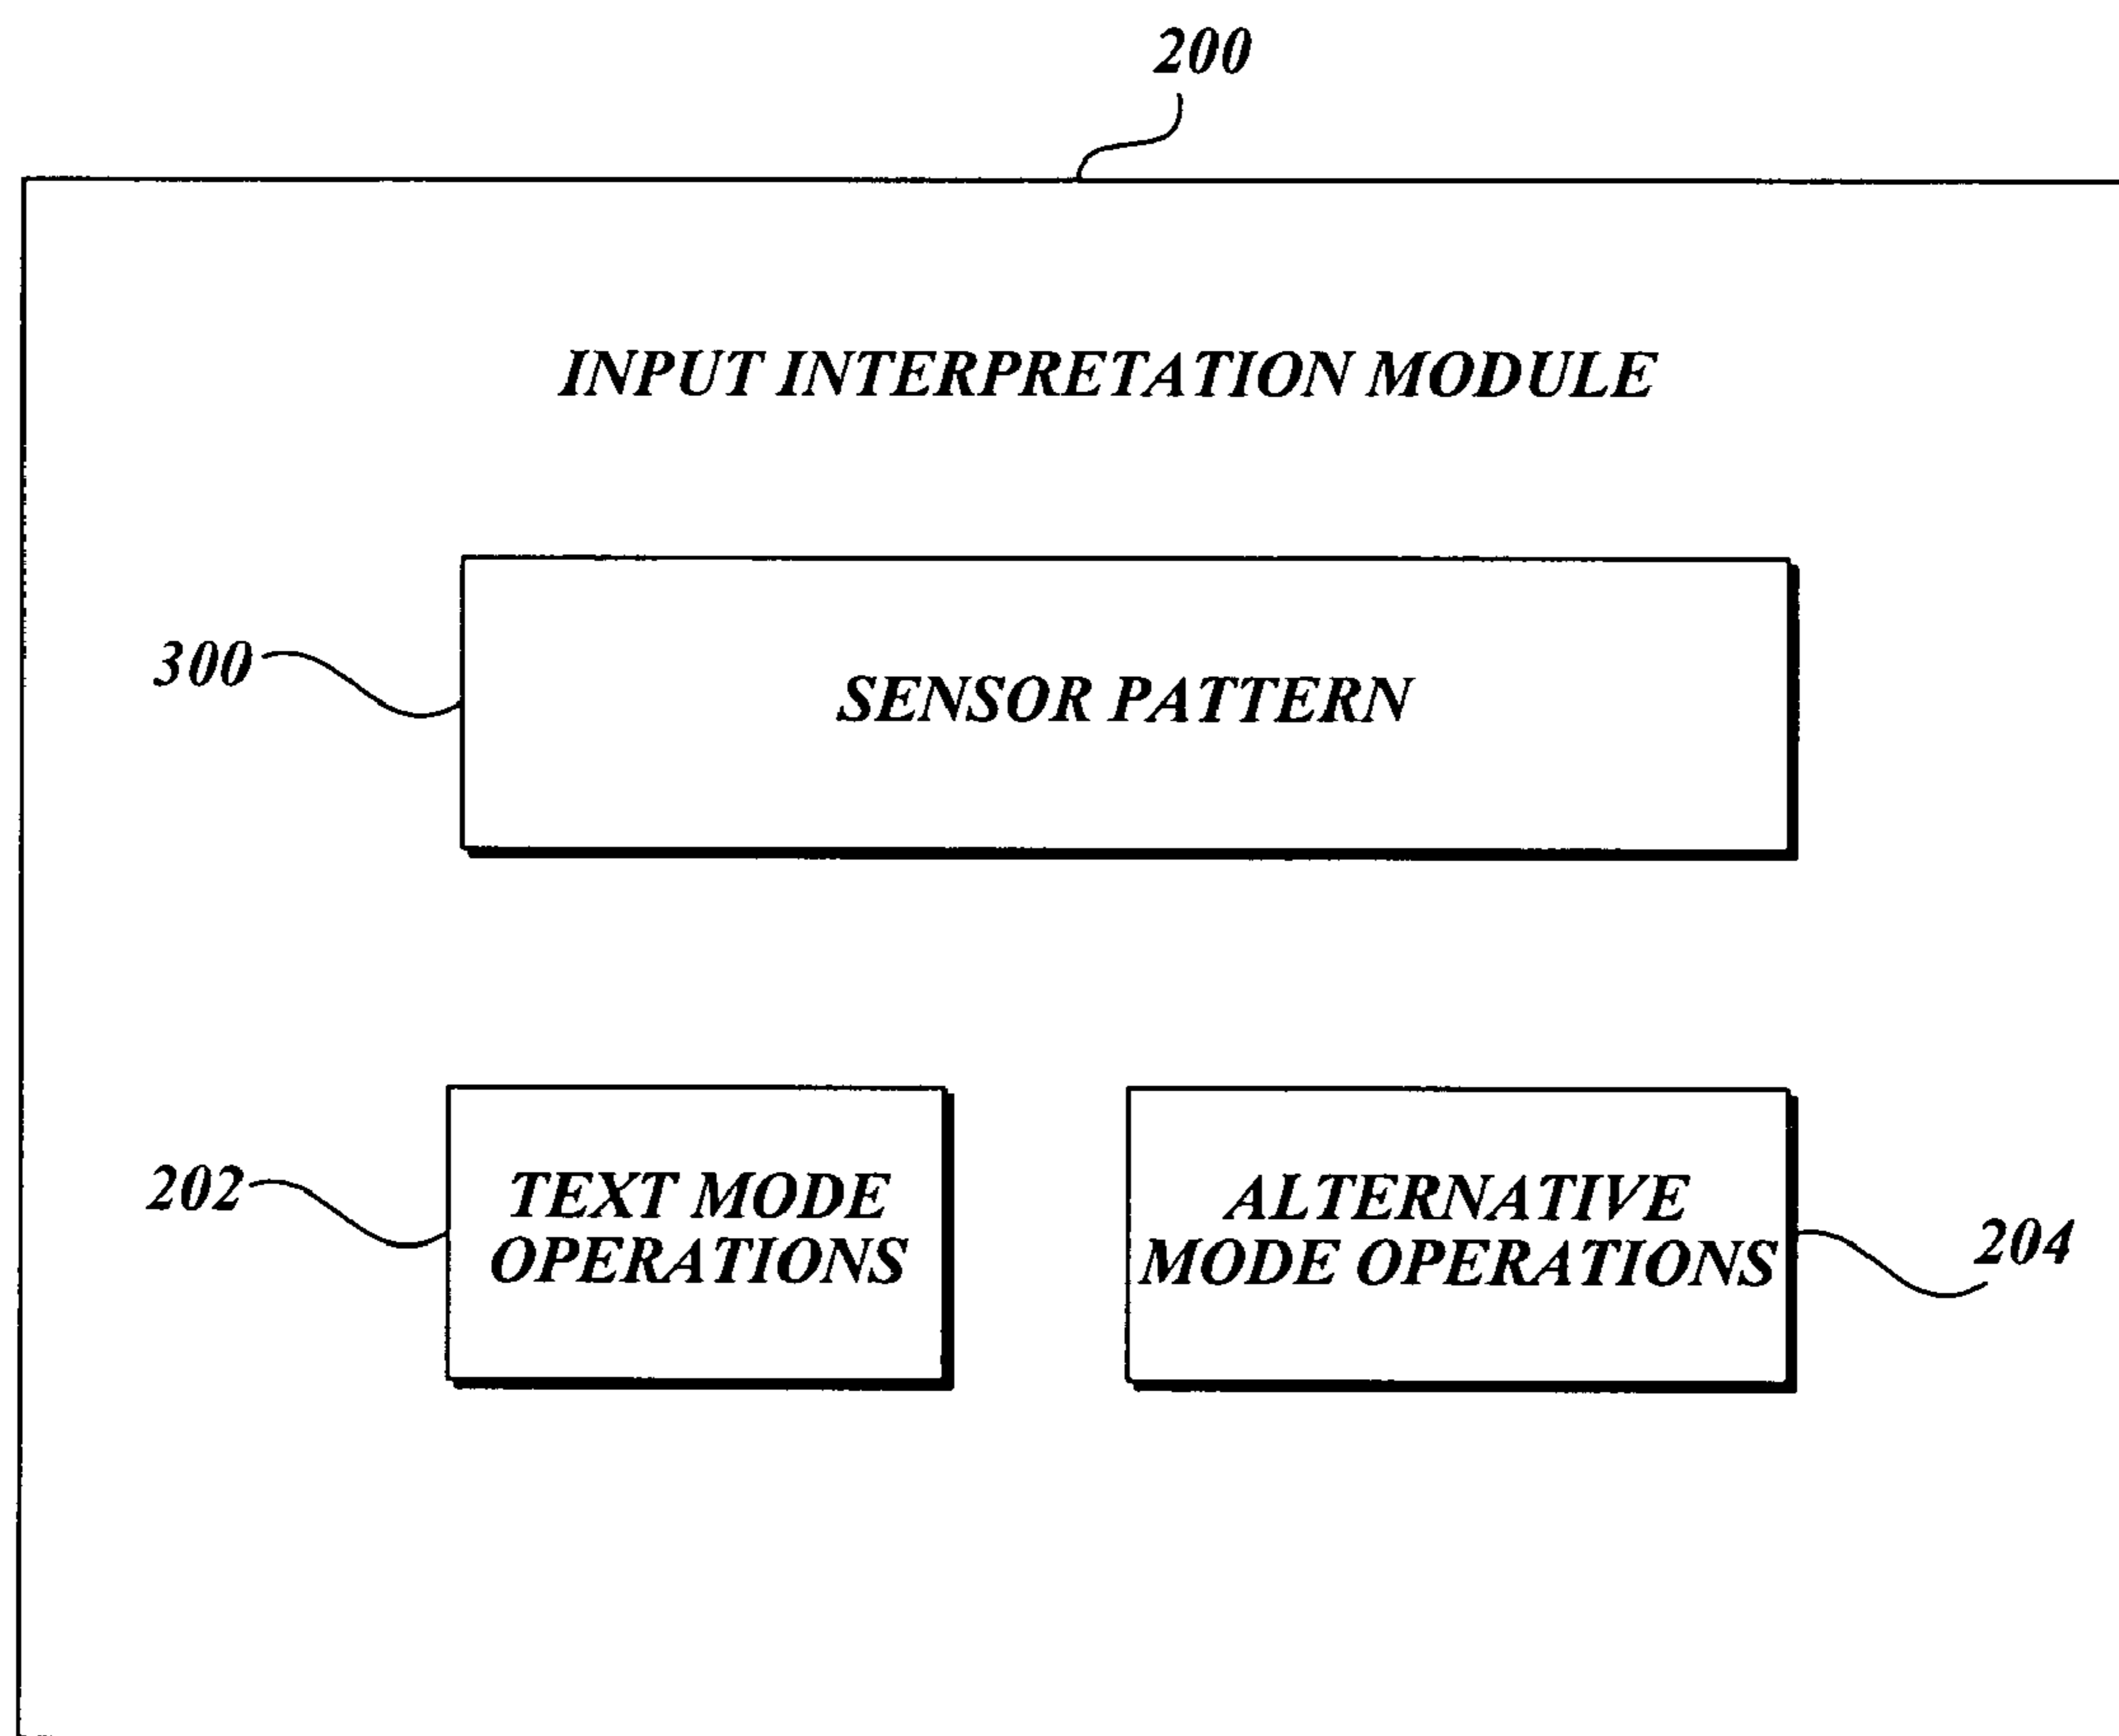 200
INPUT INTERPRETATION MODULE
300
SENSOR PATTERN
202
TEXT MODE
OPERATIONS
ALTERNATIVE
MODE OPERATIONS
204